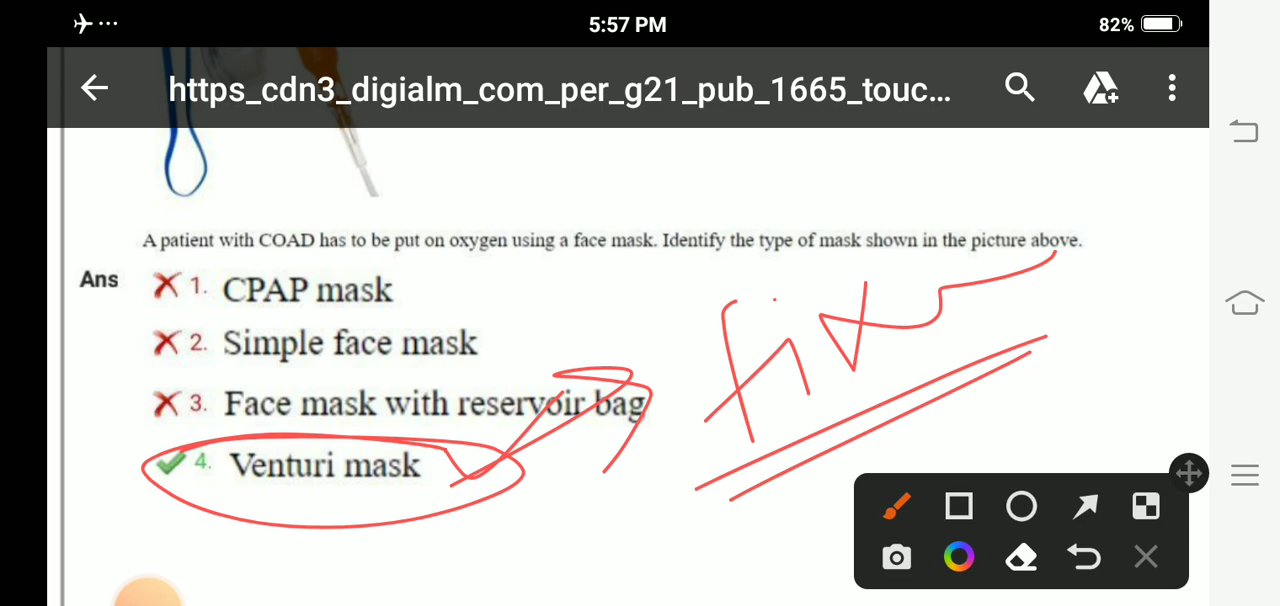 5:57 PM
82%
https_cdn3_digialm_com_per_g21_pub_1665_touc...
A patient with COAD has to be put on oxygen using a face mask. Identify the type of mask shown in the picture above.
Ans 1. CPAP mask
2. Simple face mask
3. Face mask with reservoir bag
4. Venturi mask